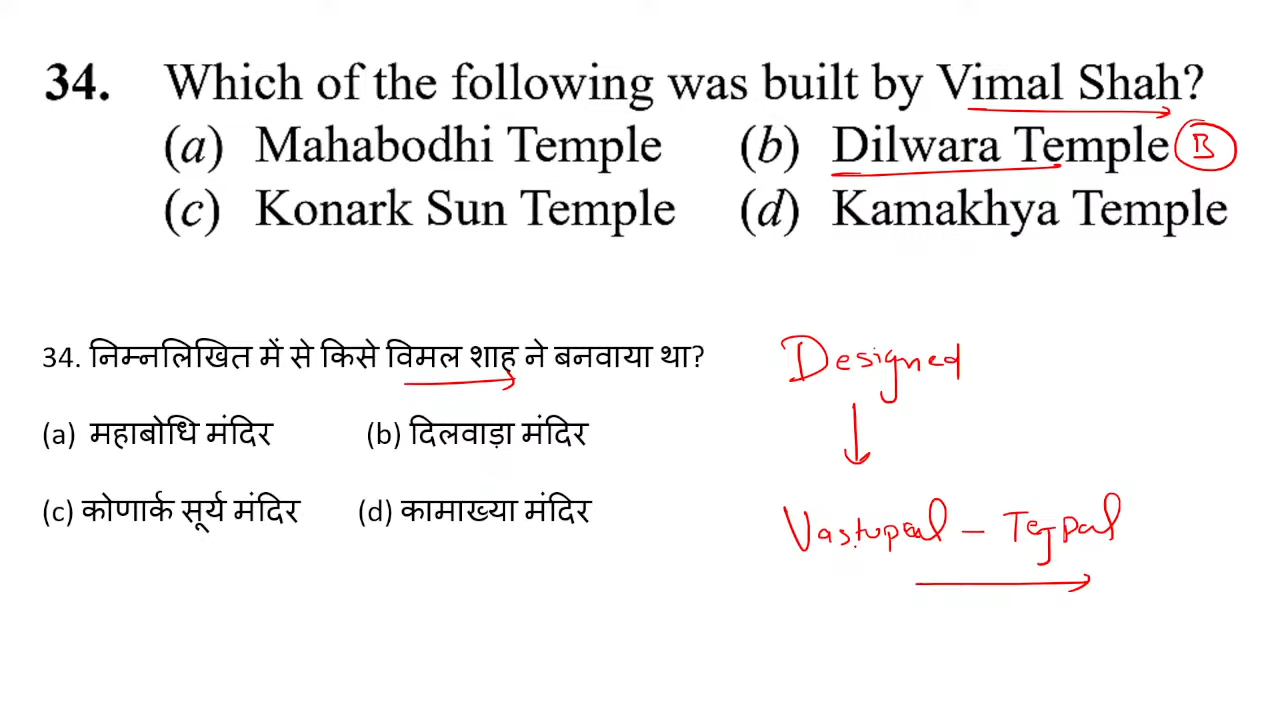 34. Which of the following was built by Vimal Shah?
(a) Mahabodhi Temple (b) Dilwara Temple B
(c) Konark Sun Temple (d) Kamakhya Temple
34. निम्नलिखित में से किसे विमल शाह ने बनवाया था?
Designed
(a) महाबोधि मंदिर (b) दिलवाड़ा मंदिर
(c) कोणार्क सूर्य मंदिर (d) कामाख्या मंदिर
Vastupal - Tejpal